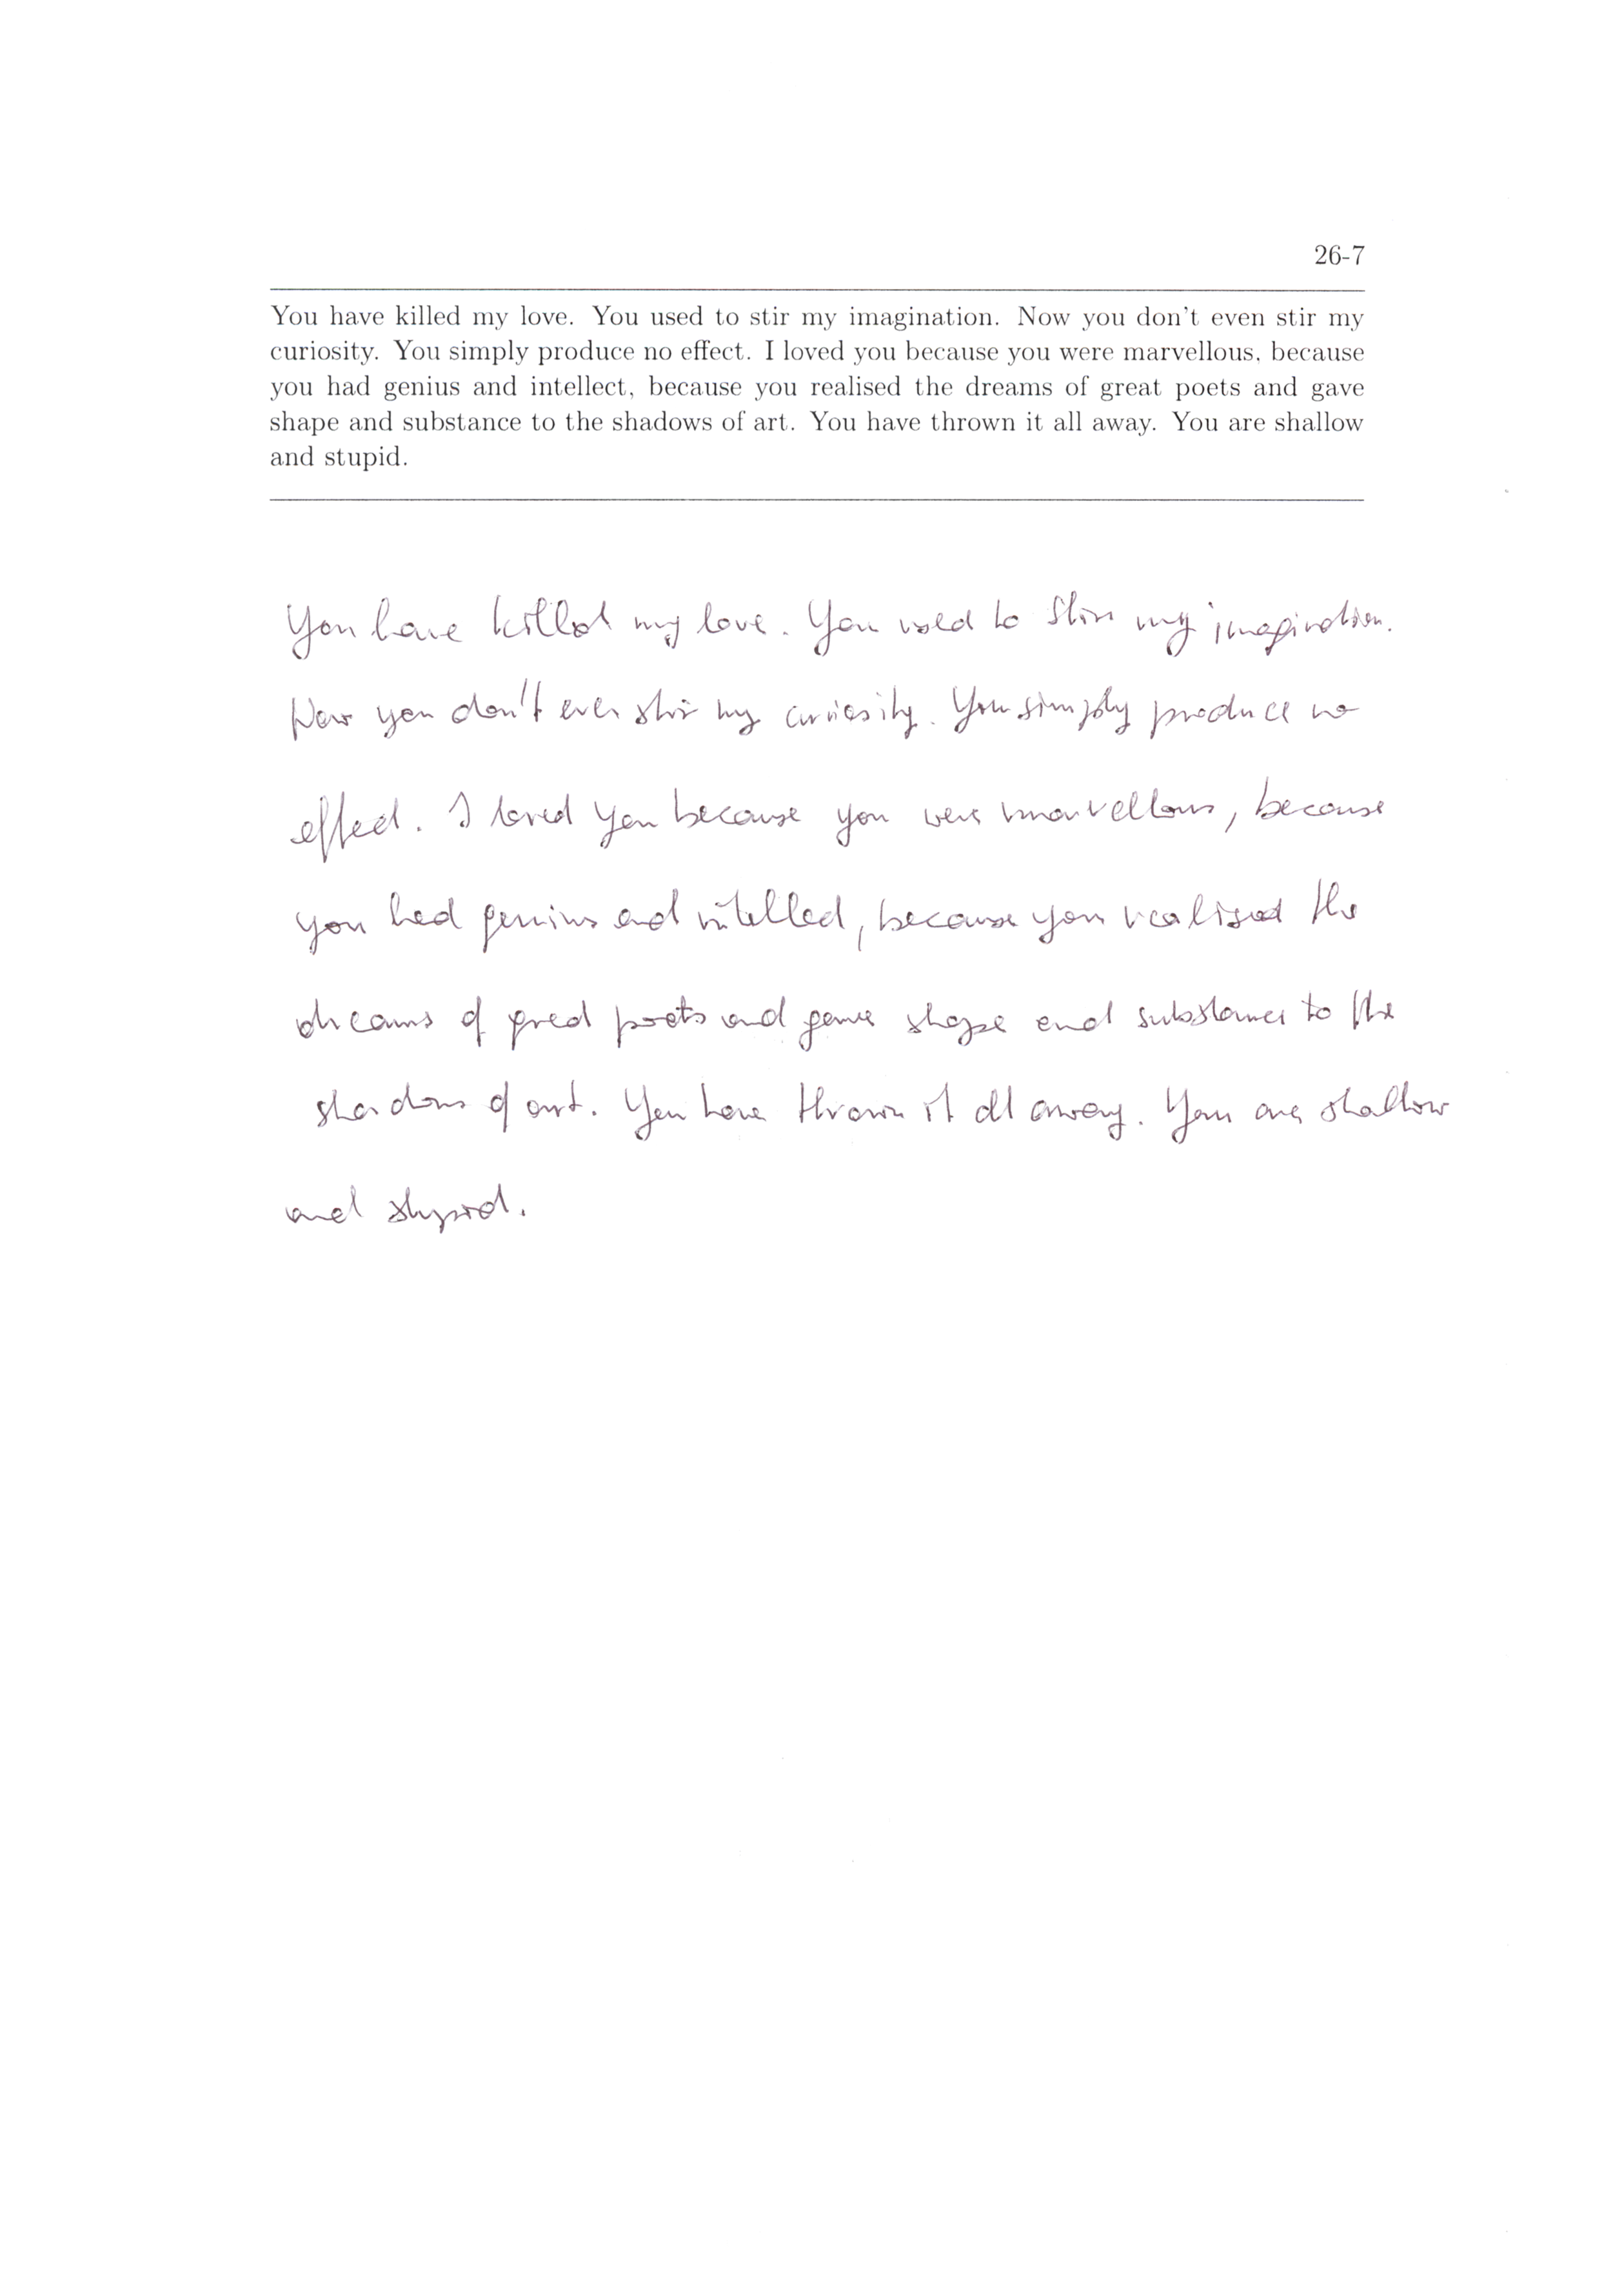 26-7
You have killed my love. You used to stir my imagination. Now you don't even stir my
curiosity. You simply produce no effect. I loved you because you were marvellous, because
you had genius and intellect, because you realised the dreams of great poets and gave
shape and substance to the shadows of art. You have thrown it all away. You are shallow
and stupid.
You have killed my love. You used to stir my imagination.
Now you don't even stir my curiosity. You simply produce no
effect. I loved you because you were marvellous, because
you had genius and intellect, because you realised the
dreams of great poets and gave shape and substance to the
shadows of art. You have thrown it all away. You are shallow
and stupid.